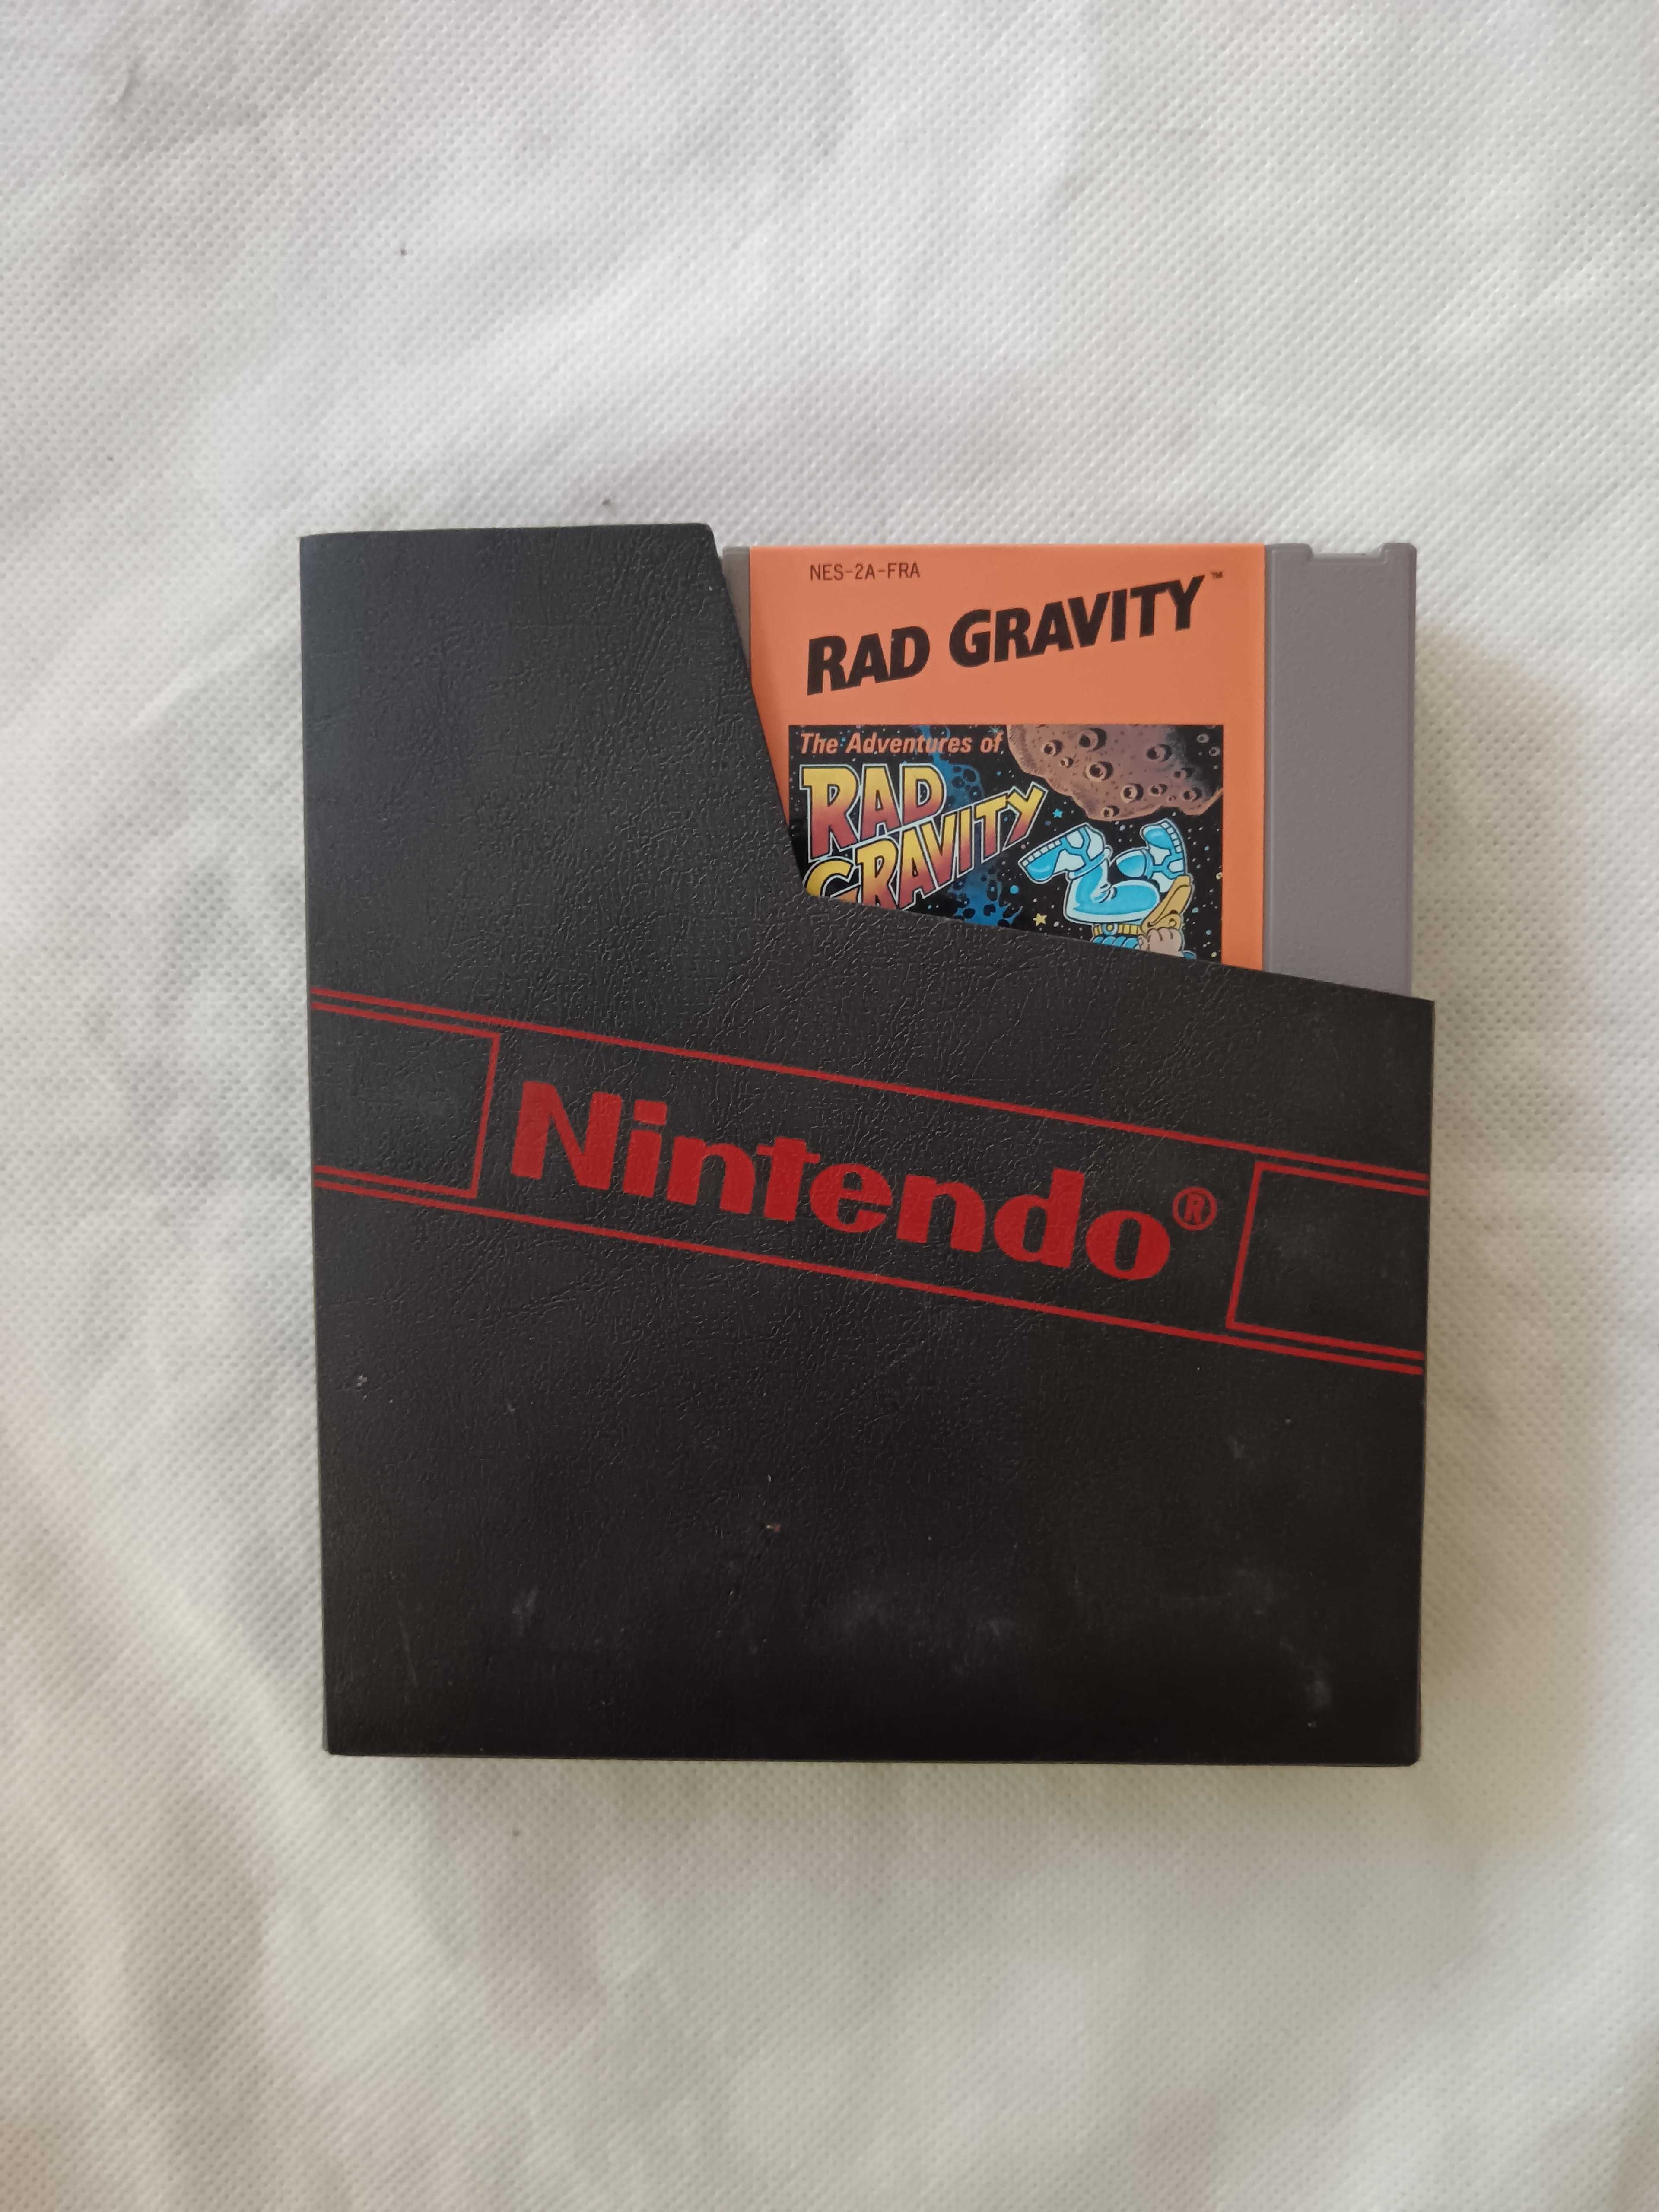 NES-2A-FRA
RAD GRAVITY™
The Adventures of
RAD
GRAVITY
Nintendo®